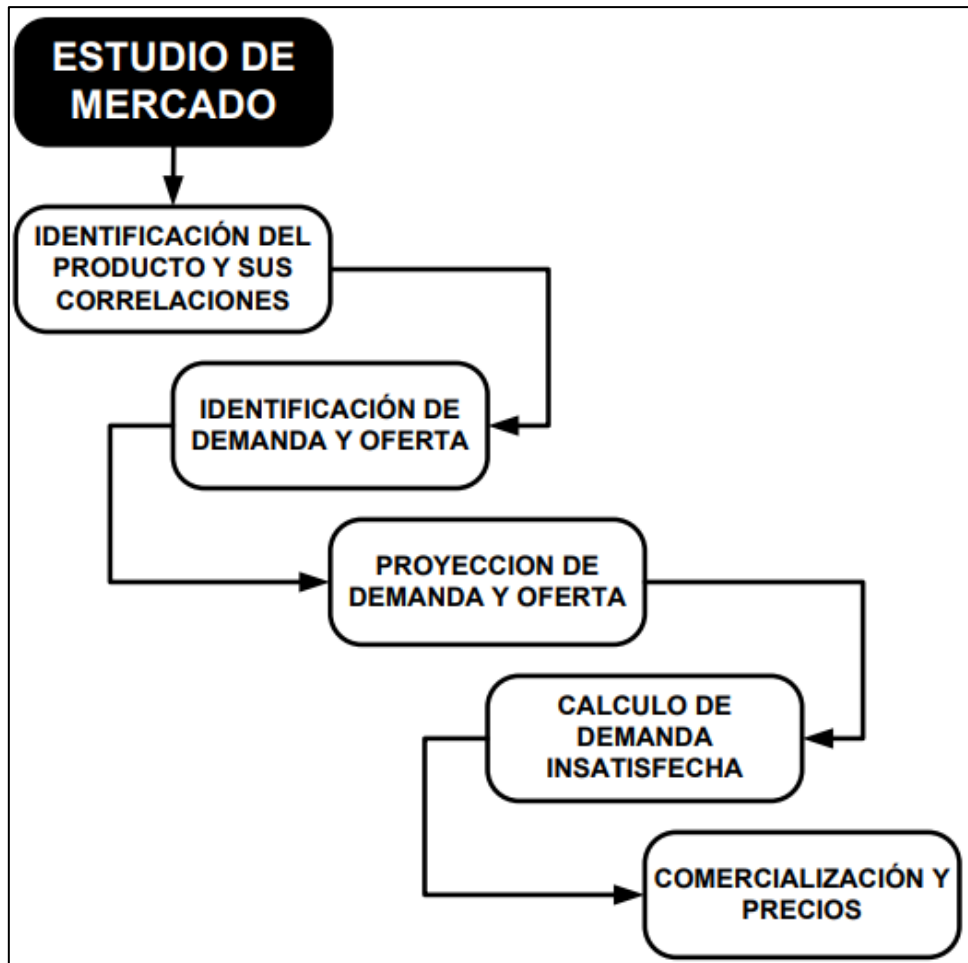 ESTUDIO DE
MERCADO
IDENTIFICACIÓN DEL
PRODUCTO Y SUS
CORRELACIONES
IDENTIFICACIÓN DE
DEMANDA Y OFERTA
PROYECCION DE
DEMANDA Y OFERTA
CALCULO DE
DEMANDA
INSATISFECHA
COMERCIALIZACIÓN Y
PRECIOS